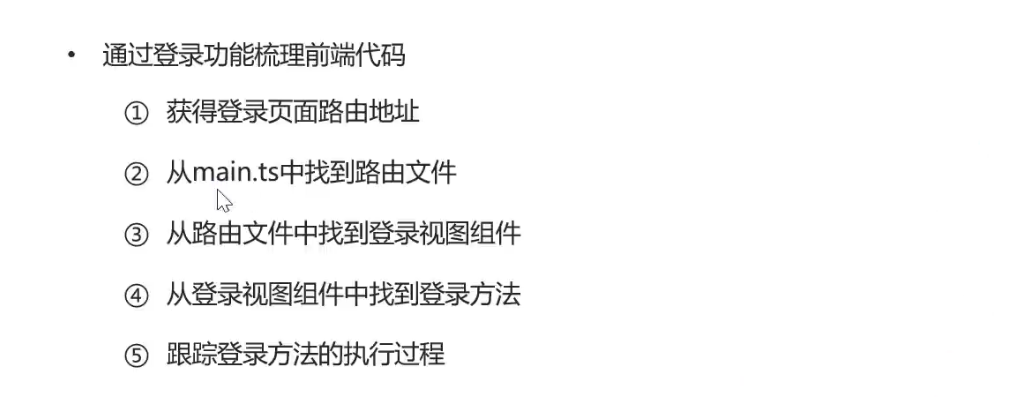 • 通过登录功能梳理前端代码
① 获得登录页面路由地址
② 从main.ts中找到路由文件
③ 从路由文件中找到登录视图组件
④ 从登录视图组件中找到登录方法
⑤ 跟踪登录方法的执行过程